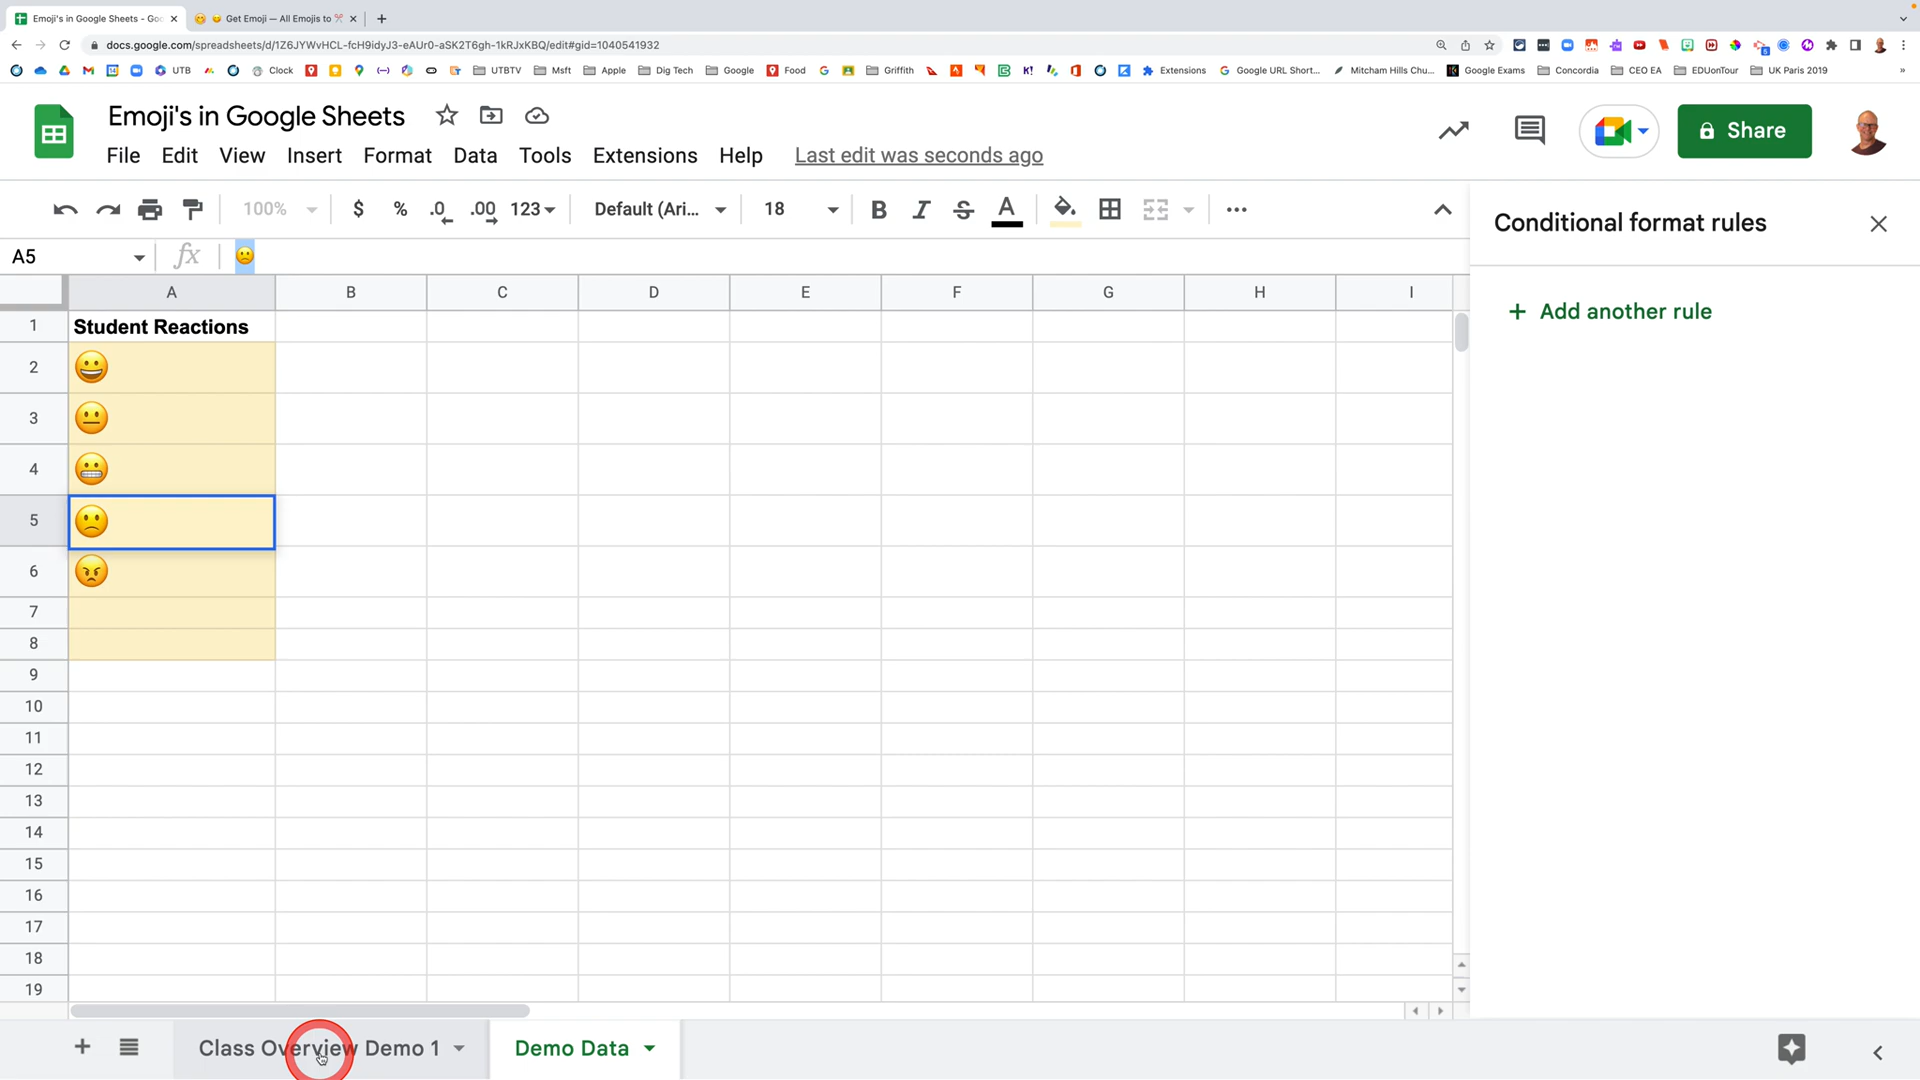 Emoji's in Google Sheets - Goo
Get Emoji — All Emojis to
docs.google.com/spreadsheets/d/1Z6JYWvHCL-fcH9idyJ3-eAUr0-aSK2T6gh-1kRJxKBQ/edit#gid=1040541932
UTB Clock UTBTV Msft Apple Dig Tech Google Food Griffith Extensions Google URL Short... Mitcham Hills Chu... Google Exams Concordia CEO EA EDUonTour UK Paris 2019 »
Emoji's in Google Sheets
Share
File Edit View Insert Format Data Tools Extensions Help Last edit was seconds ago
100% $ % .0 .00 123 Default (Ari... 18 B I S A
Conditional format rules
A5 fx 🙁
A B C D E F G H I
+ Add another rule
1 Student Reactions
2 😀
3 😐
4 😬
5 🙁
6 😠
7
8
9
10
11
12
13
14
15
16
17
18
19
Class Overview Demo 1 Demo Data